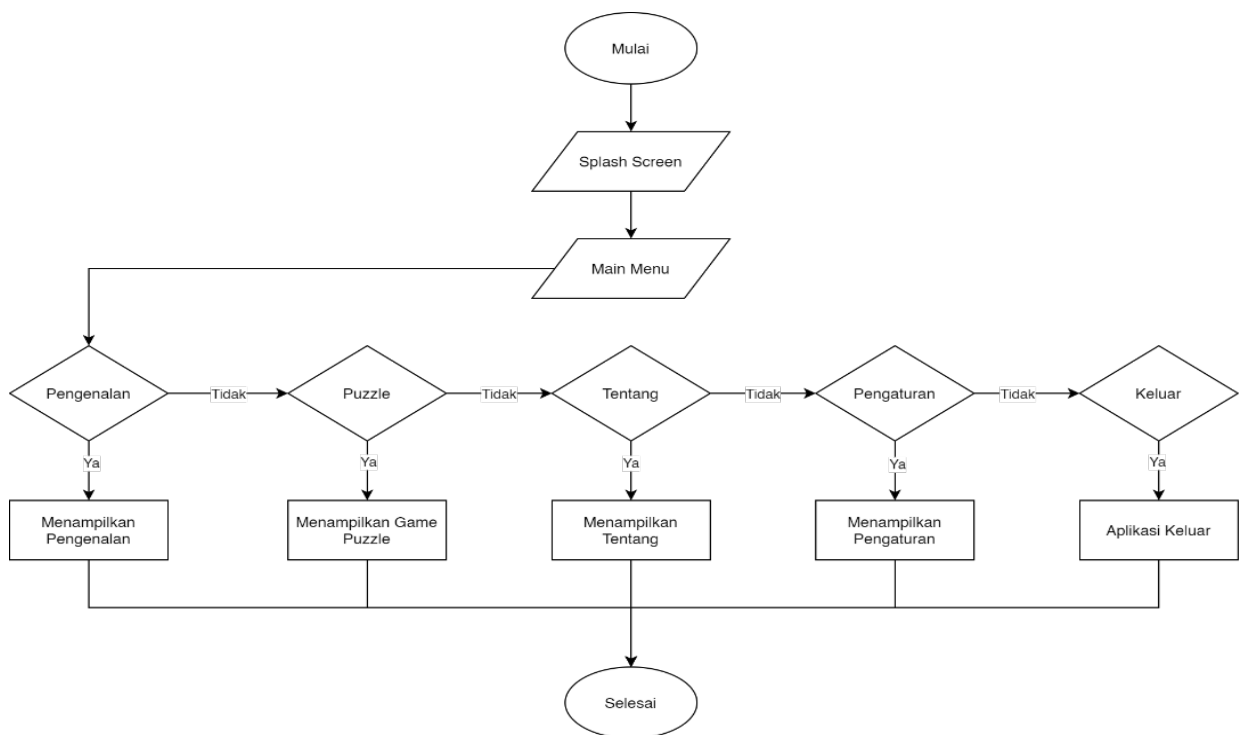 Mulai
Splash Screen
Main Menu
Pengenalan
Tidak
Puzzle
Tidak
Tentang
Tidak
Pengaturan
Tidak
Keluar
Ya
Ya
Ya
Ya
Ya
Menampilkan
Pengenalan
Menampilkan Game
Puzzle
Menampilkan
Tentang
Menampilkan
Pengaturan
Aplikasi Keluar
Selesai